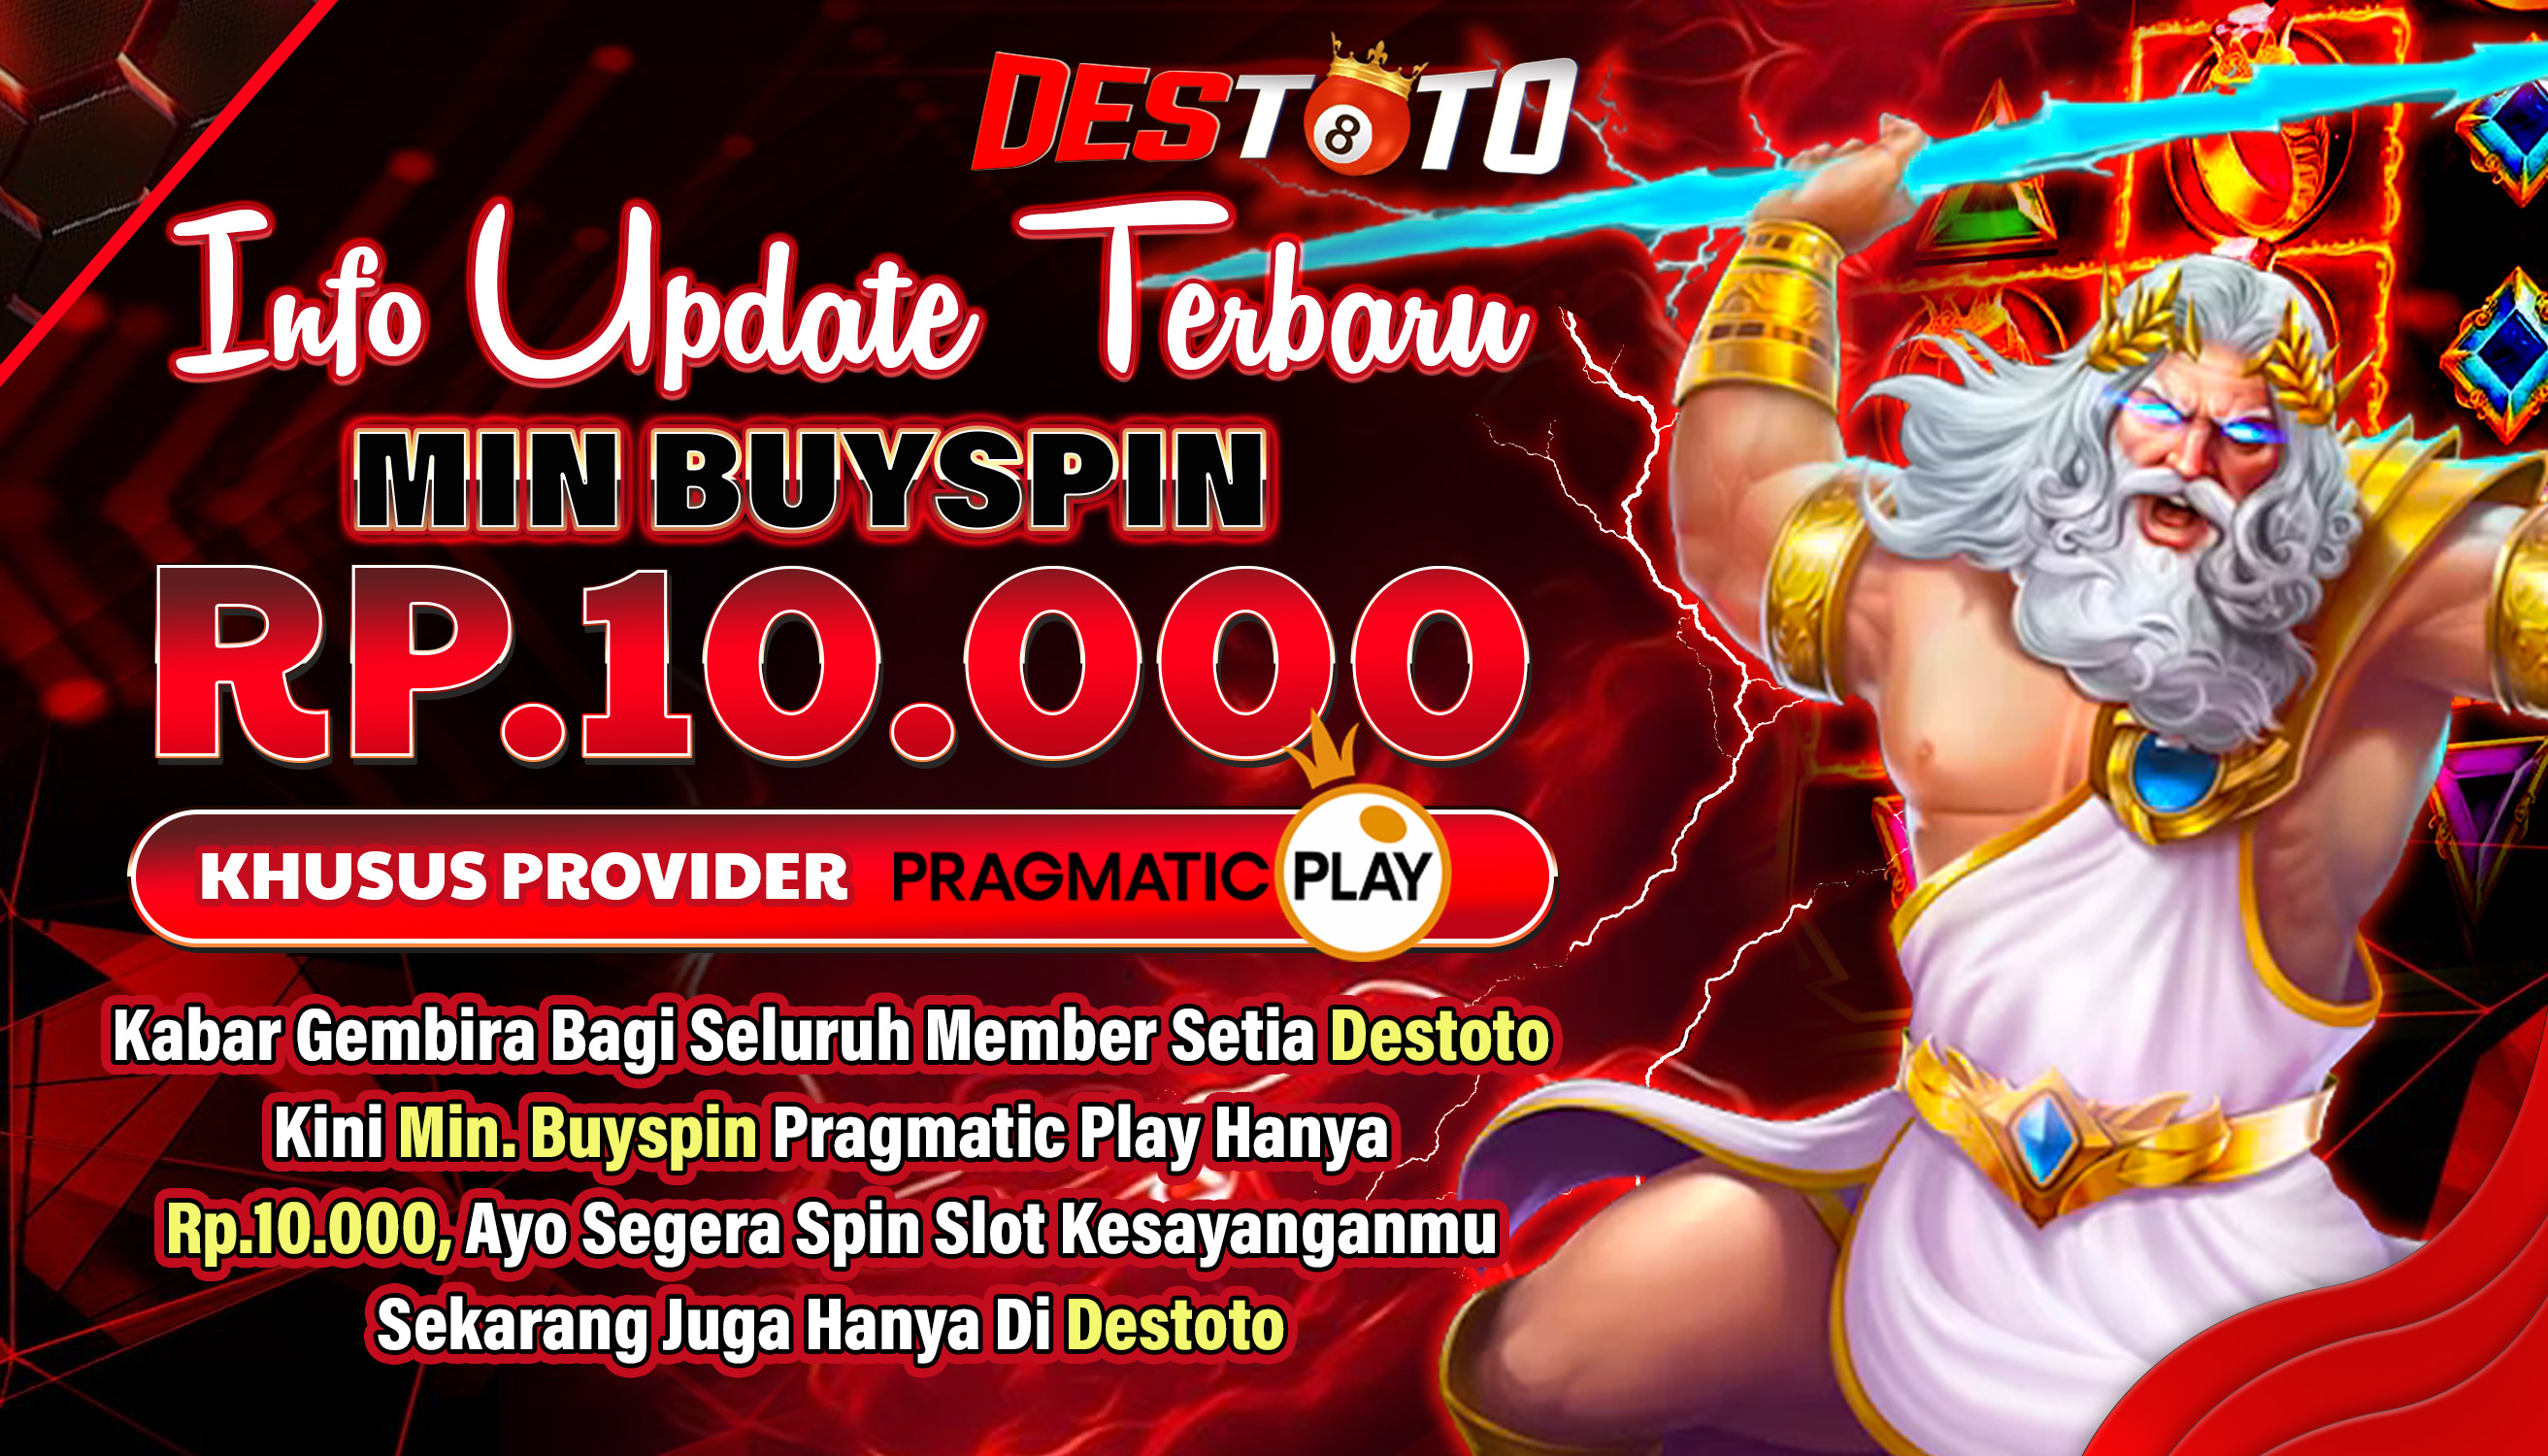 DESTOTO
8
Info Update Terbaru
MIN BUYSPIN
RP.10.000
KHUSUS PROVIDER PRAGMATIC PLAY
Kabar Gembira Bagi Seluruh Member Setia Destoto
Kini Min. Buyspin Pragmatic Play Hanya
Rp.10.000, Ayo Segera Spin Slot Kesayanganmu
Sekarang Juga Hanya Di Destoto